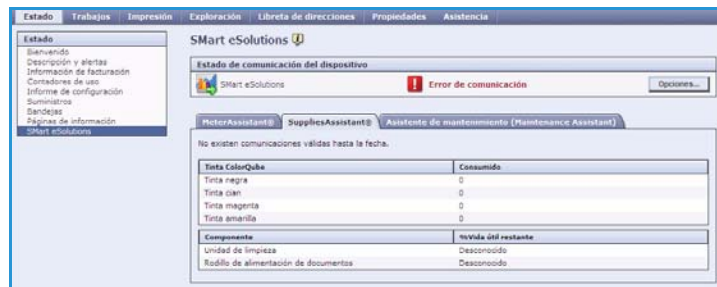 Estado Trabajos Impresión Exploración Libreta de direcciones Propiedades Asistencia
Estado
Bienvenido
Descripción y alertas
Información de facturación
Contadores de uso
Informe de configuración
Suministros
Bandejas
Páginas de información
SMart eSolutions
SMart eSolutions
Estado de comunicación del dispositivo
SMart eSolutions Error de comunicación Opciones...
MeterAssistant® SuppliesAssistant® Asistente de mantenimiento (Maintenance Assistant)
No existen comunicaciones válidas hasta la fecha.
Tinta ColorQube Consumido
Tinta negra 0
Tinta cian 0
Tinta magenta 0
Tinta amarilla 0
Componente %Vida útil restante
Unidad de limpieza Desconocido
Rodillo de alimentación de documentos Desconocido